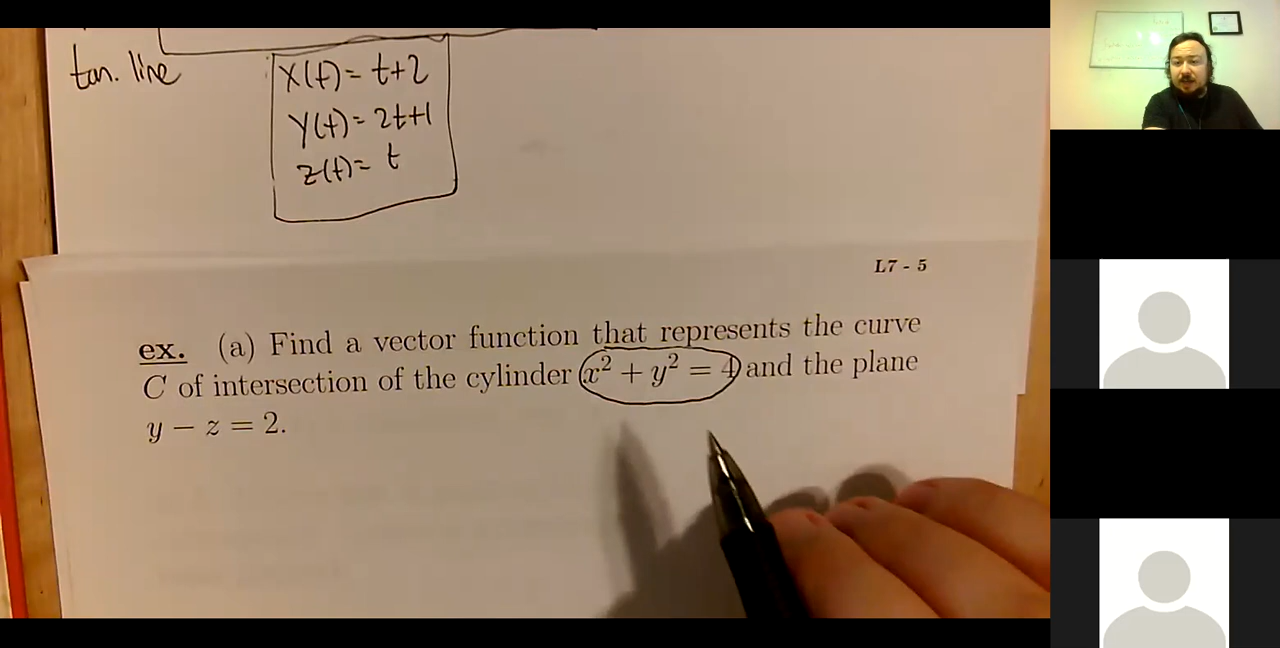 tan. line
x(t) = t+2
y(t) = 2t+1
z(t) = t
L7 - 5
ex. (a) Find a vector function that represents the curve
C of intersection of the cylinder x² + y² = 4 and the plane
y − z = 2.